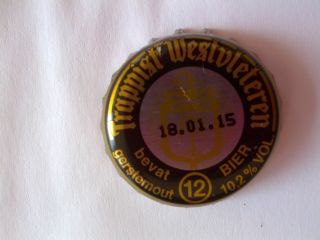 Trappist Westvleteren
18.01.15
bevat
gerstemout
12
BIER
10.2% VOL.